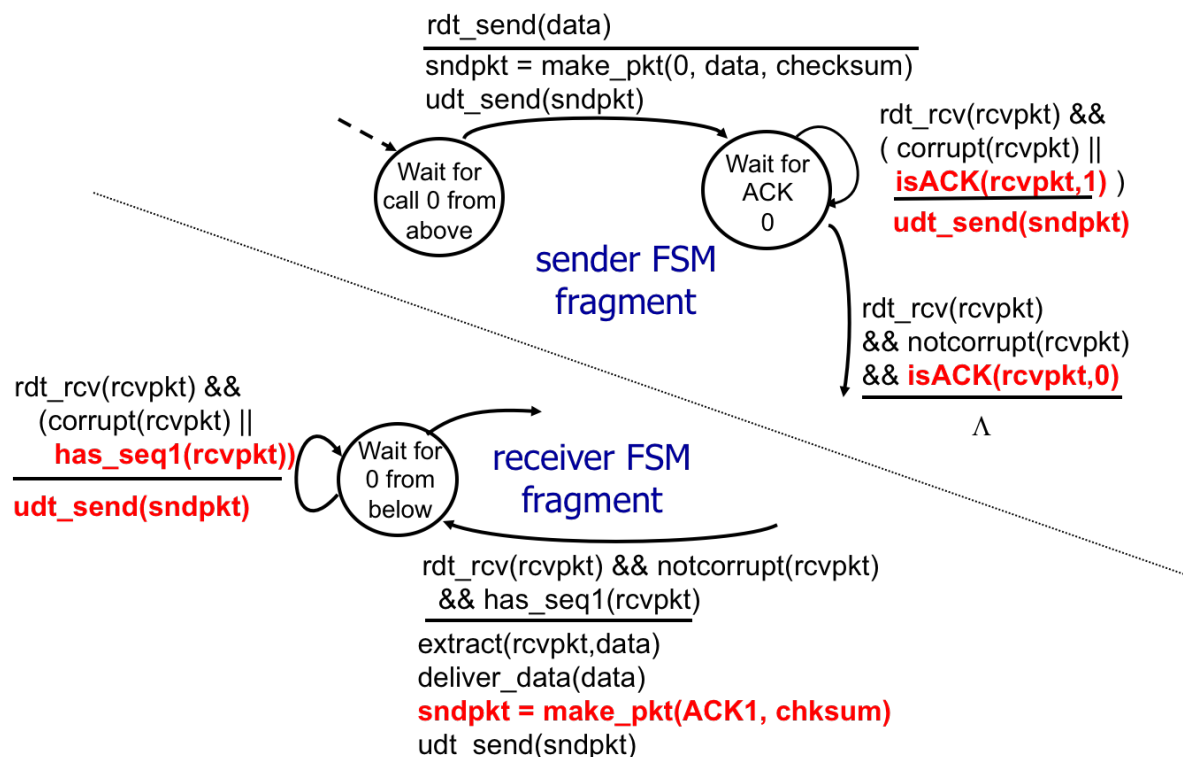 rdt_send(data)
sndpkt = make_pkt(0, data, checksum)
udt_send(sndpkt)
Wait for
call 0 from
above
Wait for
ACK
0
rdt_rcv(rcvpkt) &&
( corrupt(rcvpkt) ||
isACK(rcvpkt,1) )
udt_send(sndpkt)
sender FSM
fragment
rdt_rcv(rcvpkt)
&& notcorrupt(rcvpkt)
&& isACK(rcvpkt,0)
Λ
rdt_rcv(rcvpkt) &&
(corrupt(rcvpkt) ||
has_seq1(rcvpkt))
udt_send(sndpkt)
Wait for
0 from
below
receiver FSM
fragment
rdt_rcv(rcvpkt) && notcorrupt(rcvpkt)
&& has_seq1(rcvpkt)
extract(rcvpkt,data)
deliver_data(data)
sndpkt = make_pkt(ACK1, chksum)
udt_send(sndpkt)